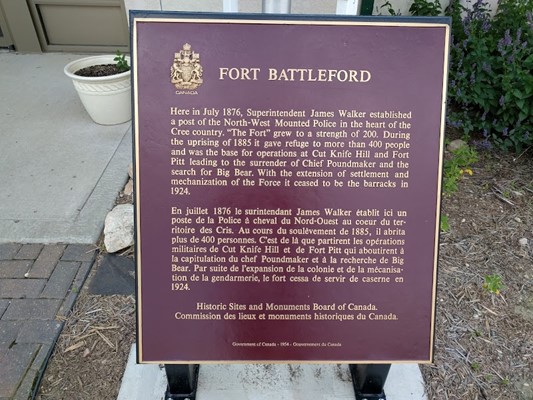 CANADA
FORT BATTLEFORD
Here in July 1876, Superintendent James Walker established
a post of the North-West Mounted Police in the heart of the
Cree country. "The Fort" grew to a strength of 200. During
the uprising of 1885 it gave refuge to more than 400 people
and was the base for operations at Cut Knife Hill and Fort
Pitt leading to the surrender of Chief Poundmaker and the
search for Big Bear. With the extension of settlement and
mechanization of the Force it ceased to be the barracks in
1924.
En juillet 1876 le surintendant James Walker établit ici un
poste de la Police à cheval du Nord-Ouest au coeur du ter-
ritoire des Cris. Au cours du soulèvement de 1885, il abrita
plus de 400 personnes. C'est de là que partirent les opérations
militaires de Cut Knife Hill et de Fort Pitt qui aboutirent à
la capitulation du chef Poundmaker et à la recherche de Big
Bear. Par suite de l'expansion de la colonie et de la mécanisa-
tion de la gendarmerie, le fort cessa de servir de caserne en
1924.
Historic Sites and Monuments Board of Canada.
Commission des lieux et monuments historiques du Canada.
Government of Canada - 1954 - Gouvernement du Canada